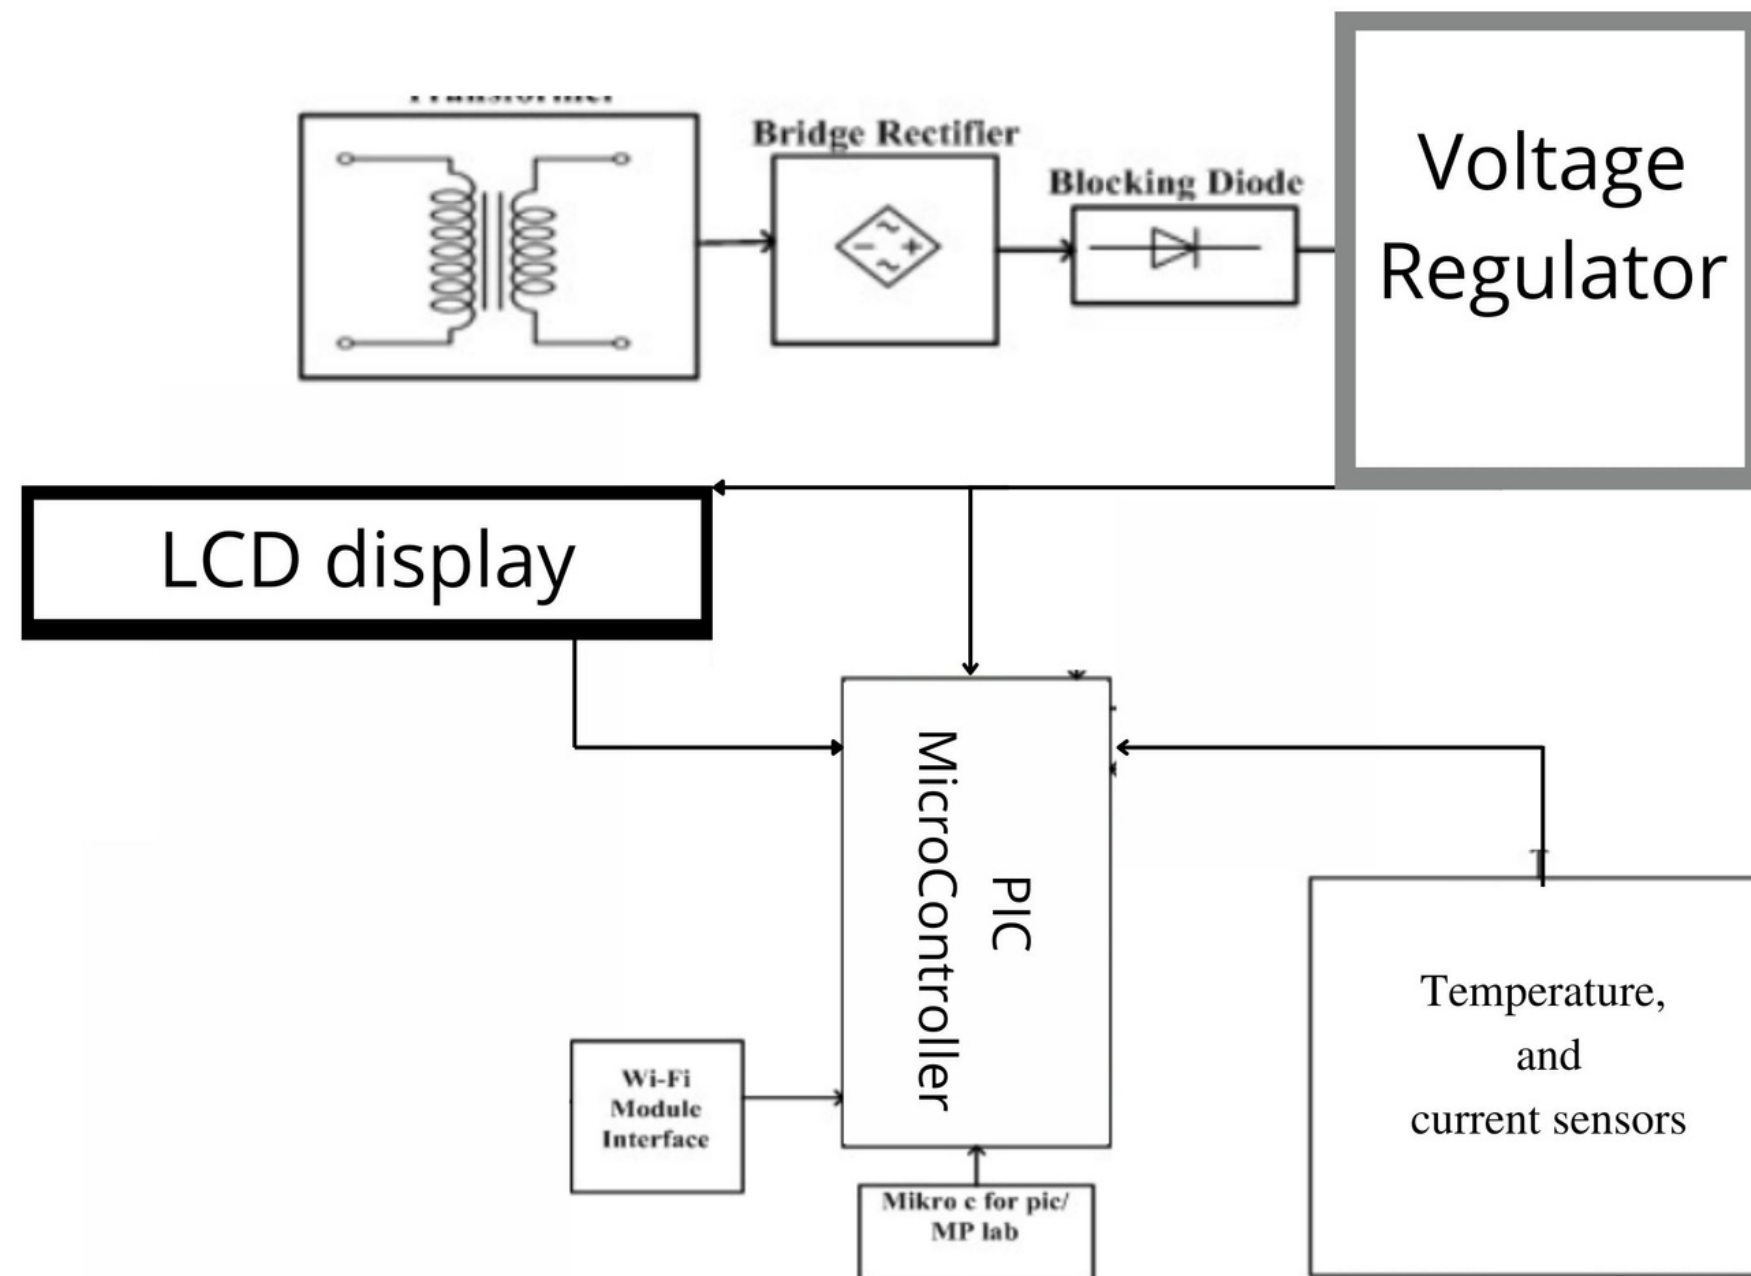 Bridge Rectifier
Blocking Diode
Voltage
Regulator
LCD display
PIC
MicroController
Temperature,
and
current sensors
Wi-Fi
Module
Interface
Mikro c for pic/
MP lab